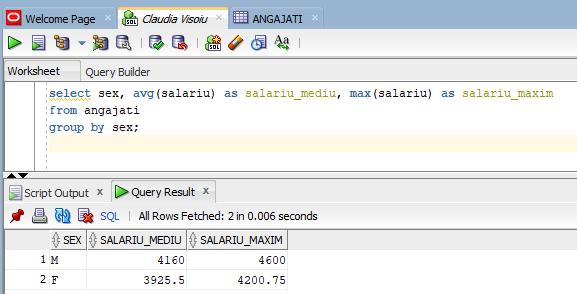 Welcome Page Claudia Visoiu ANGAJATI
SQL
Aa
Worksheet Query Builder
select sex, avg(salariu) as salariu_mediu, max(salariu) as salariu_maxim
from angajati
group by sex;
Script Output x Query Result x
SQL | All Rows Fetched: 2 in 0.006 seconds
SEX SALARIU_MEDIU SALARIU_MAXIM
1 M 4160 4600
2 F 3925.5 4200.75